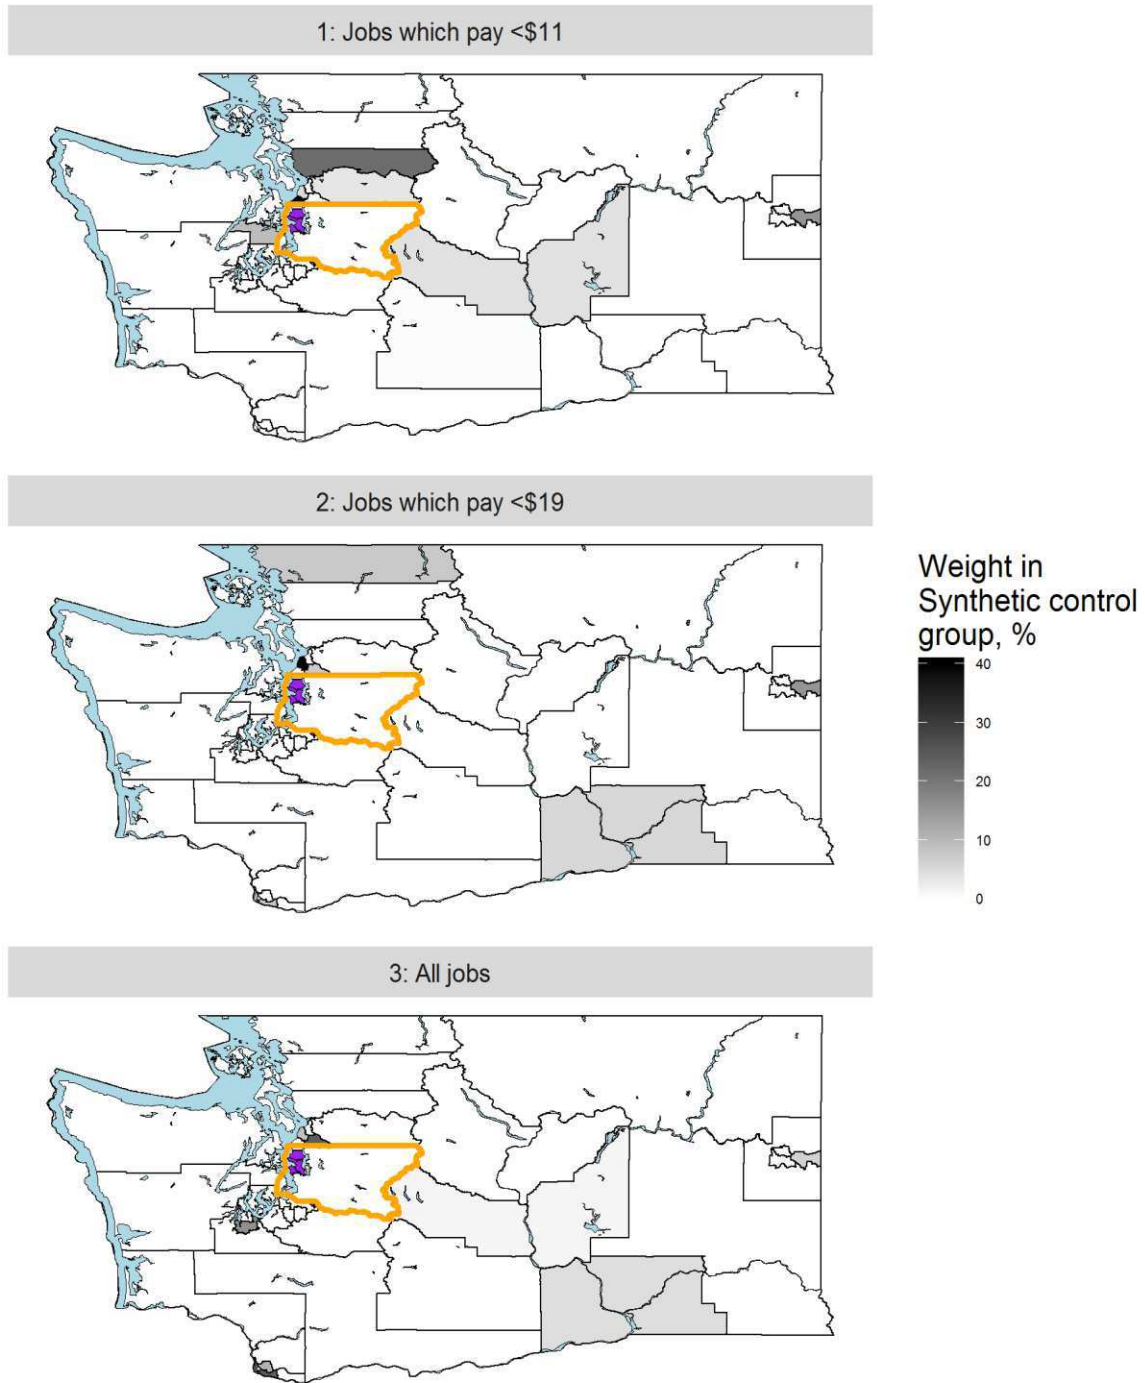 1: Jobs which pay <$11
2: Jobs which pay <$19
Weight in
Synthetic control
group, %
40
30
20
10
0
3: All jobs